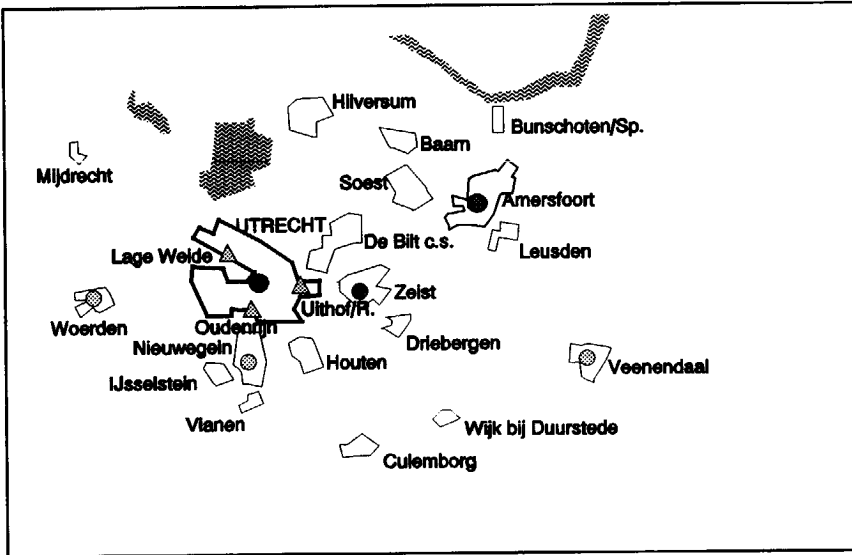 Hilversum
Bunschoten/Sp.
Baarn
Mijdrecht
Soest
Amersfoort
UTRECHT
De Bilt c.s.
Lage Weide
Leusden
Zeist
Uithof/R.
Woerden
Oudenrijn
Nieuwegein
Driebergen
Houten
Veenendaal
IJsselstein
Vianen
Wijk bij Duurstede
Culemborg